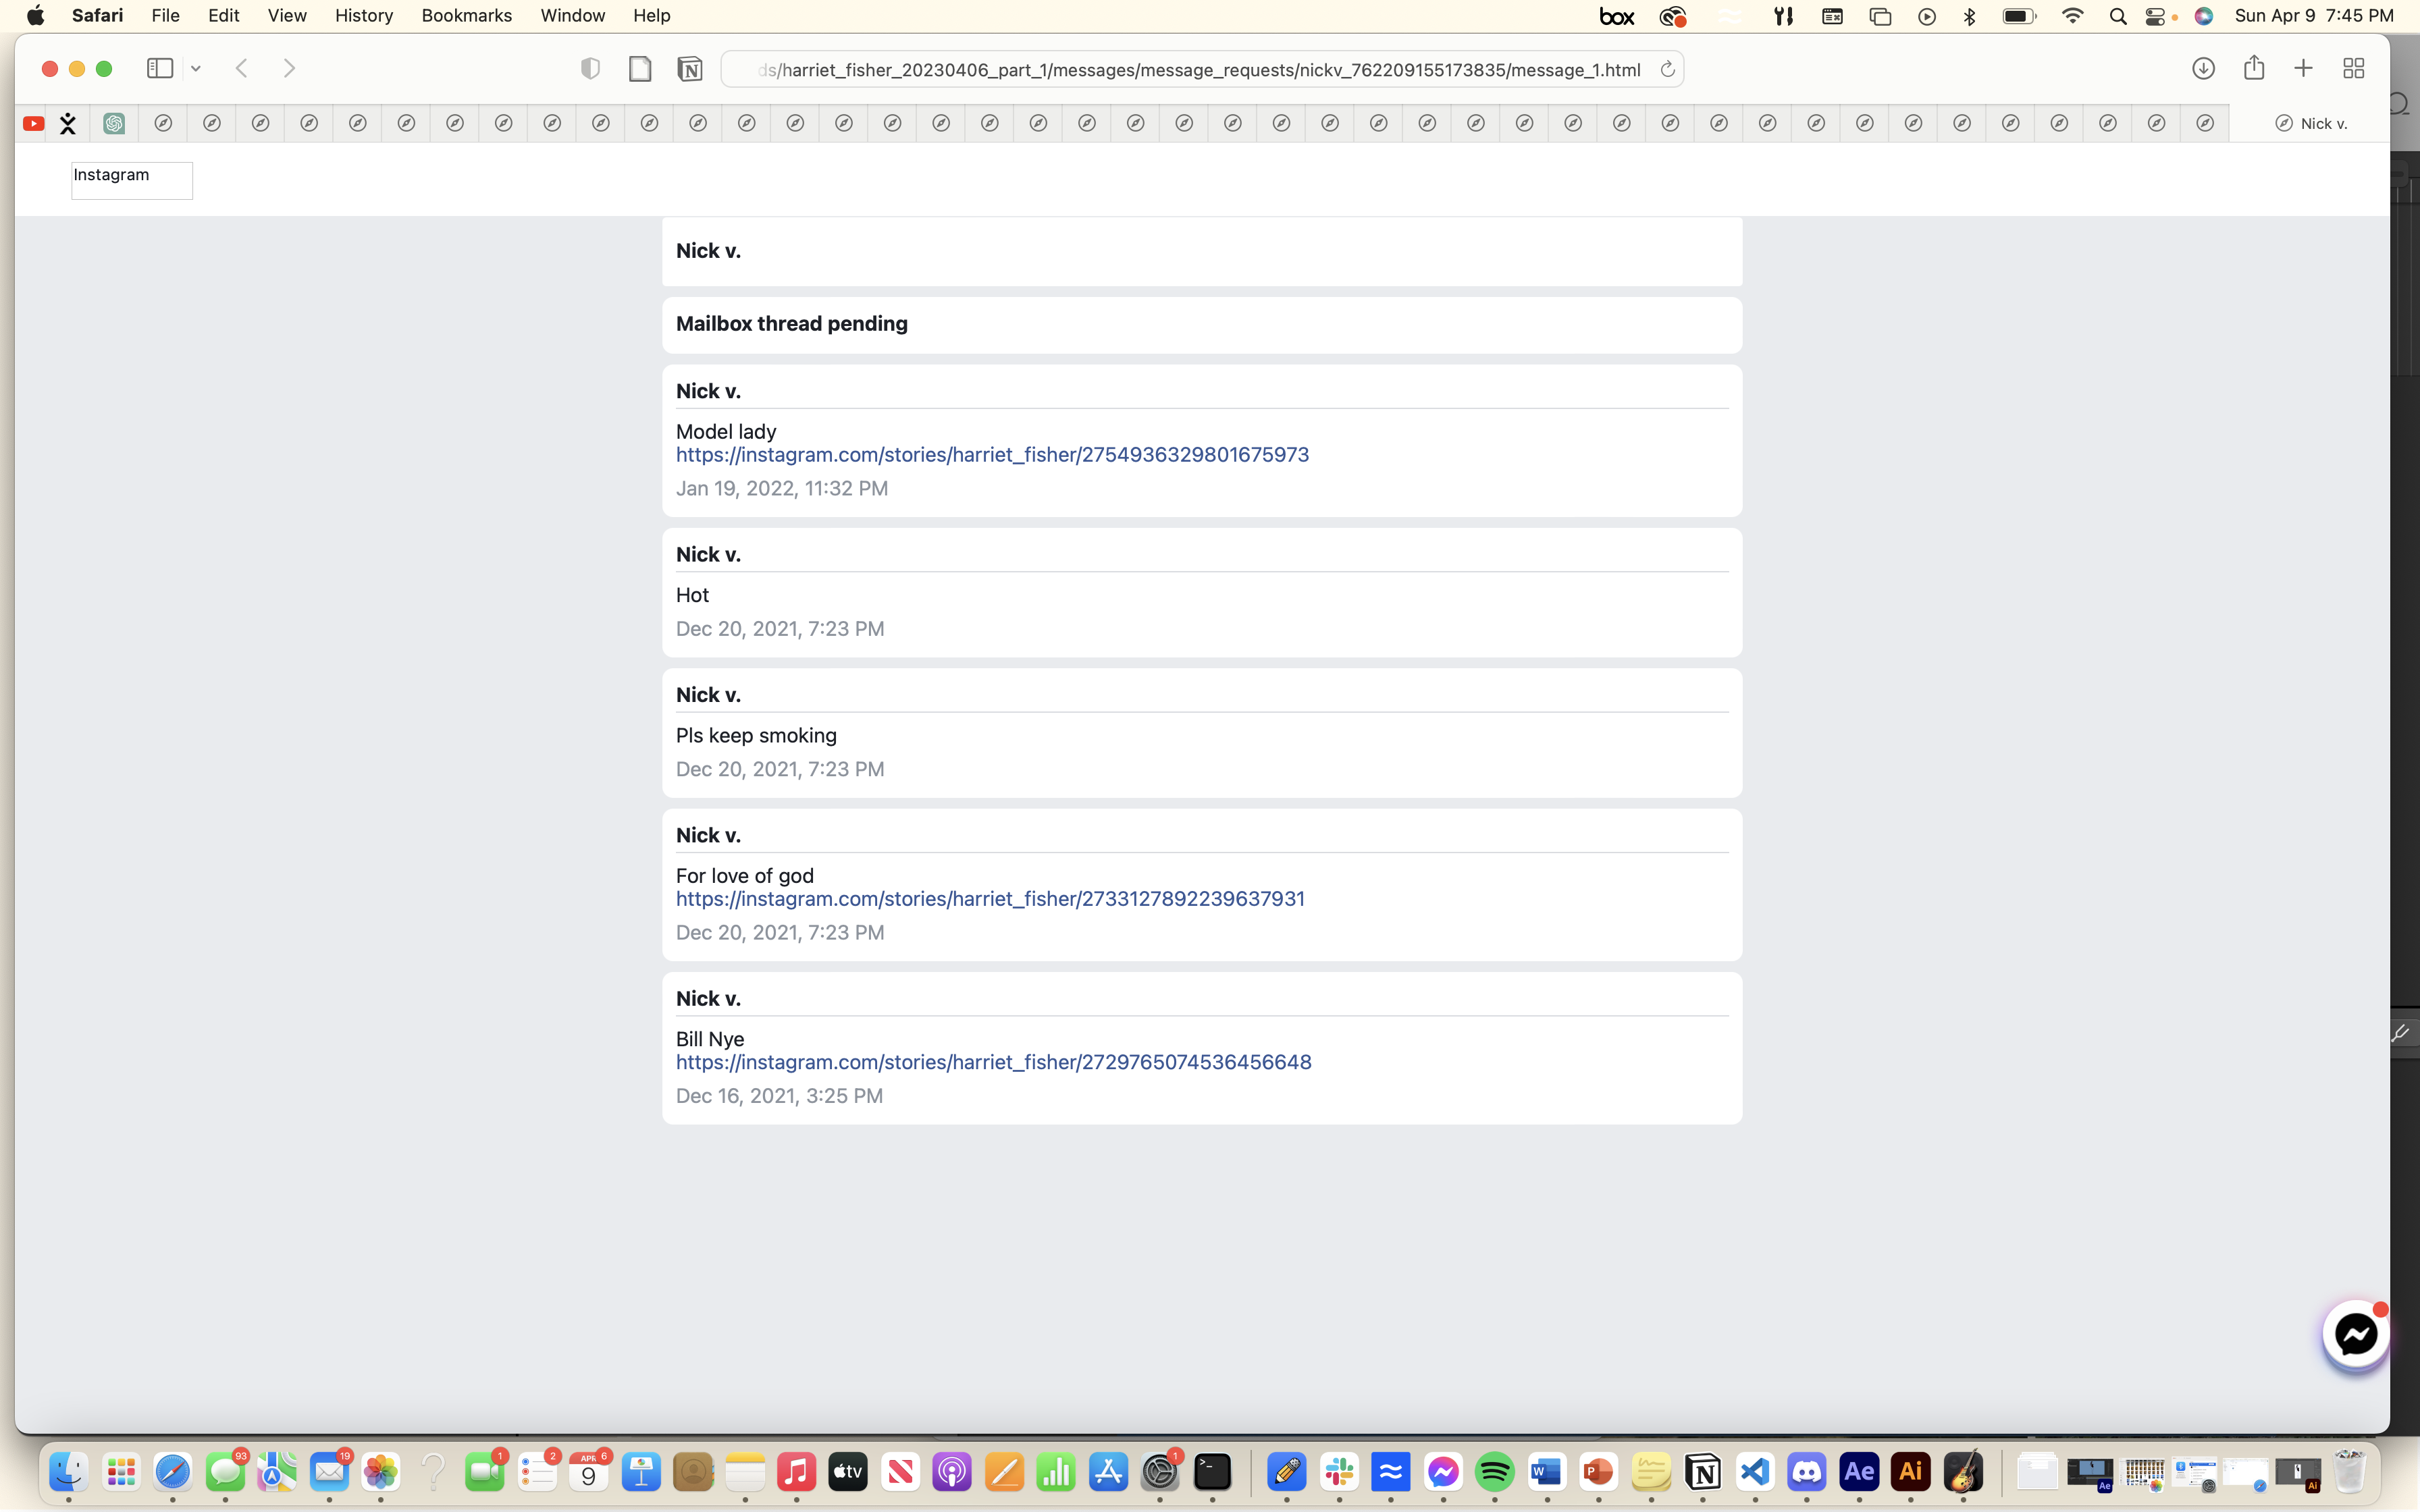 Safari File Edit View History Bookmarks Window Help box Sun Apr 9 7:45 PM
ds/harriet_fisher_20230406_part_1/messages/message_requests/nickv_762209155173835/message_1.html
Nick v.
Instagram
Nick v.
Mailbox thread pending
Nick v.
Model lady
https://instagram.com/stories/harriet_fisher/2754936329801675973
Jan 19, 2022, 11:32 PM
Nick v.
Hot
Dec 20, 2021, 7:23 PM
Nick v.
Pls keep smoking
Dec 20, 2021, 7:23 PM
Nick v.
For love of god
https://instagram.com/stories/harriet_fisher/2733127892239637931
Dec 20, 2021, 7:23 PM
Nick v.
Bill Nye
https://instagram.com/stories/harriet_fisher/2729765074536456648
Dec 16, 2021, 3:25 PM
93 19 1 2 APR 9 6 tv 1 W P N Ae Ai Ae Ai